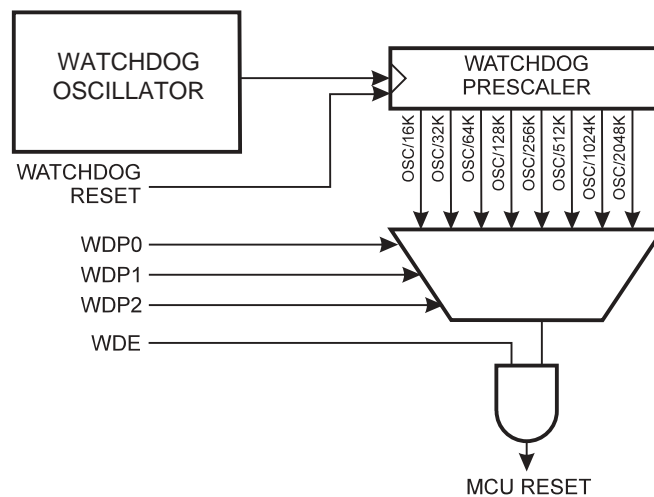 WATCHDOG
OSCILLATOR
WATCHDOG
PRESCALER
WATCHDOG
RESET
OSC/16K
OSC/32K
OSC/64K
OSC/128K
OSC/256K
OSC/512K
OSC/1024K
OSC/2048K
WDP0
WDP1
WDP2
WDE
MCU RESET